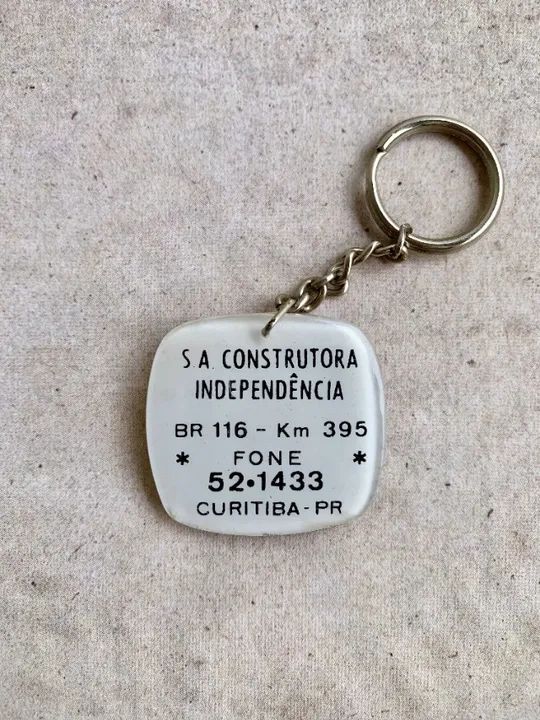 S.A. CONSTRUTORA
INDEPENDÊNCIA
BR 116 - Km 395
* FONE *
52•1433
CURITIBA-PR